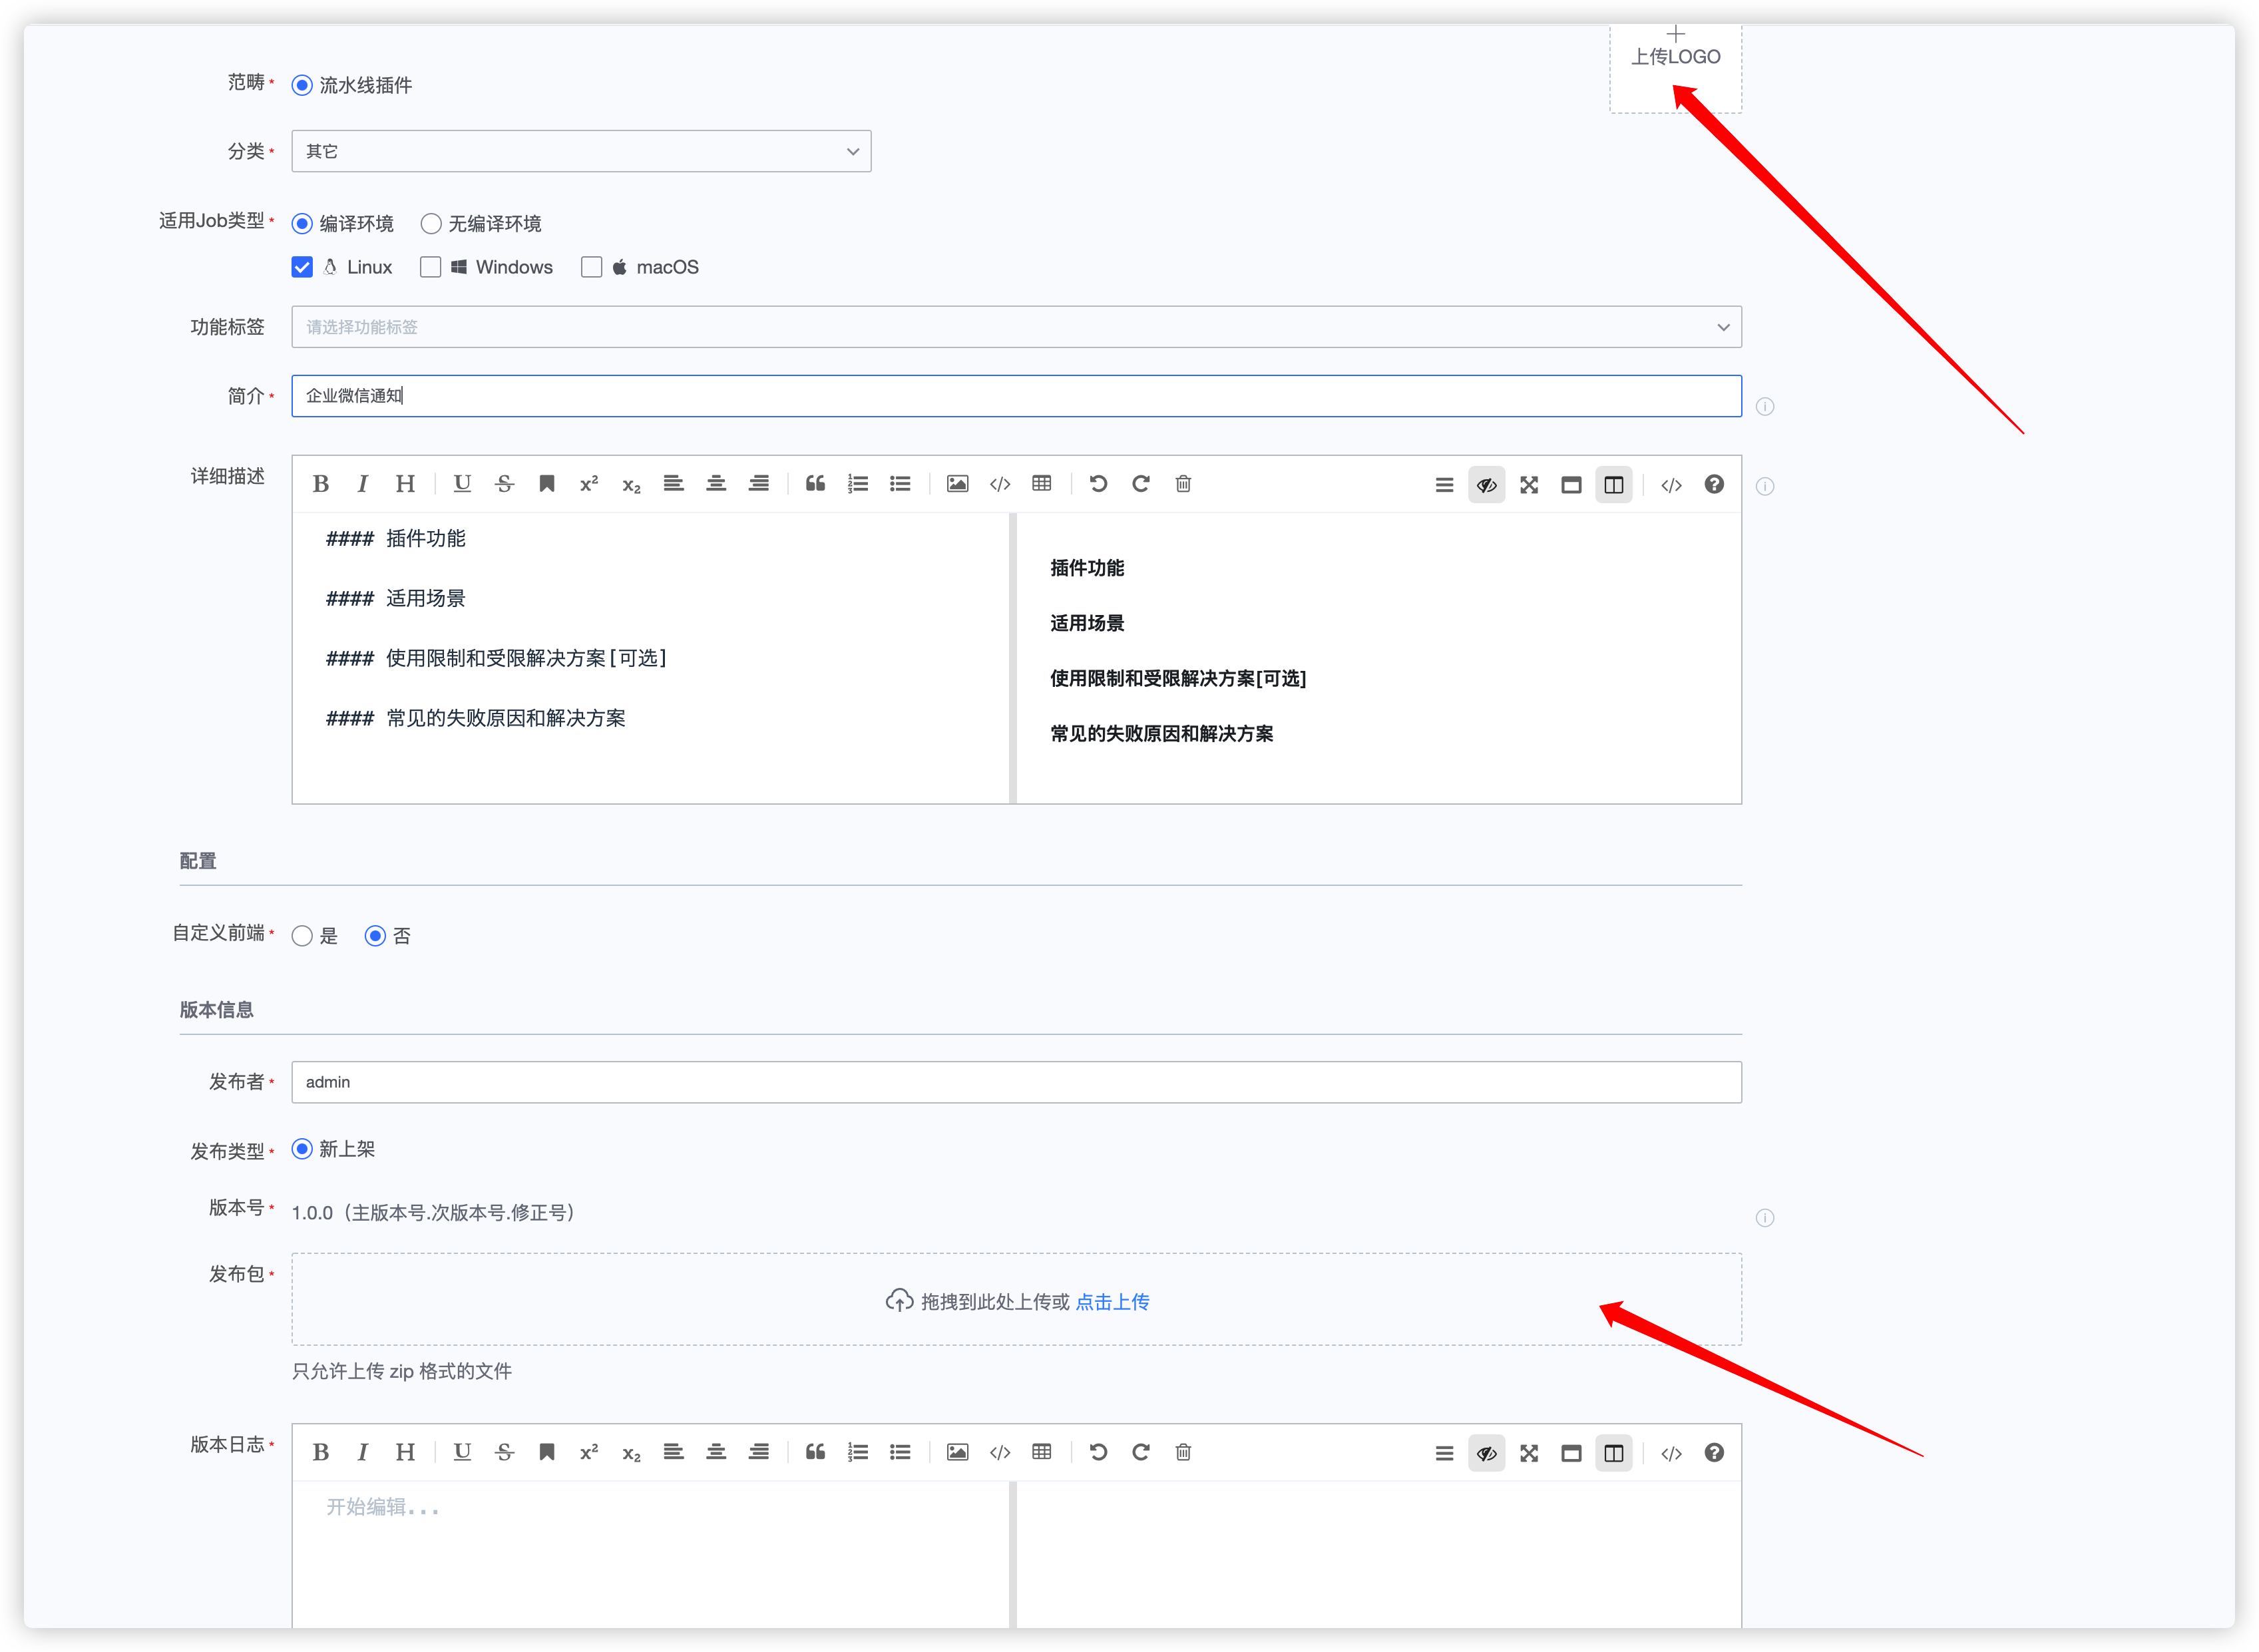 上传LOGO
范畴 *
流水线插件
分类 *
其它
适用Job类型 *
编译环境
无编译环境
Linux
Windows
macOS
功能标签
请选择功能标签
简介 *
企业微信通知
详细描述
#### 插件功能
#### 适用场景
#### 使用限制和受限解决方案[可选]
#### 常见的失败原因和解决方案
插件功能
适用场景
使用限制和受限解决方案[可选]
常见的失败原因和解决方案
配置
自定义前端 *
是
否
版本信息
发布者 *
admin
发布类型 *
新上架
版本号 *
1.0.0（主版本号.次版本号.修正号）
发布包 *
拖拽到此处上传或 点击上传
只允许上传 zip 格式的文件
版本日志 *
开始编辑...